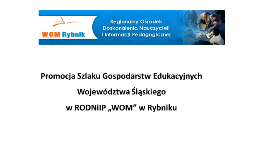 WOM Rybnik
Regionalny Ośrodek
Doskonalenia Nauczycieli
i Informacji Pedagogicznej
Promocja Szlaku Gospodarstw Edukacyjnych
Województwa Śląskiego
w RODNiIP „WOM” w Rybniku